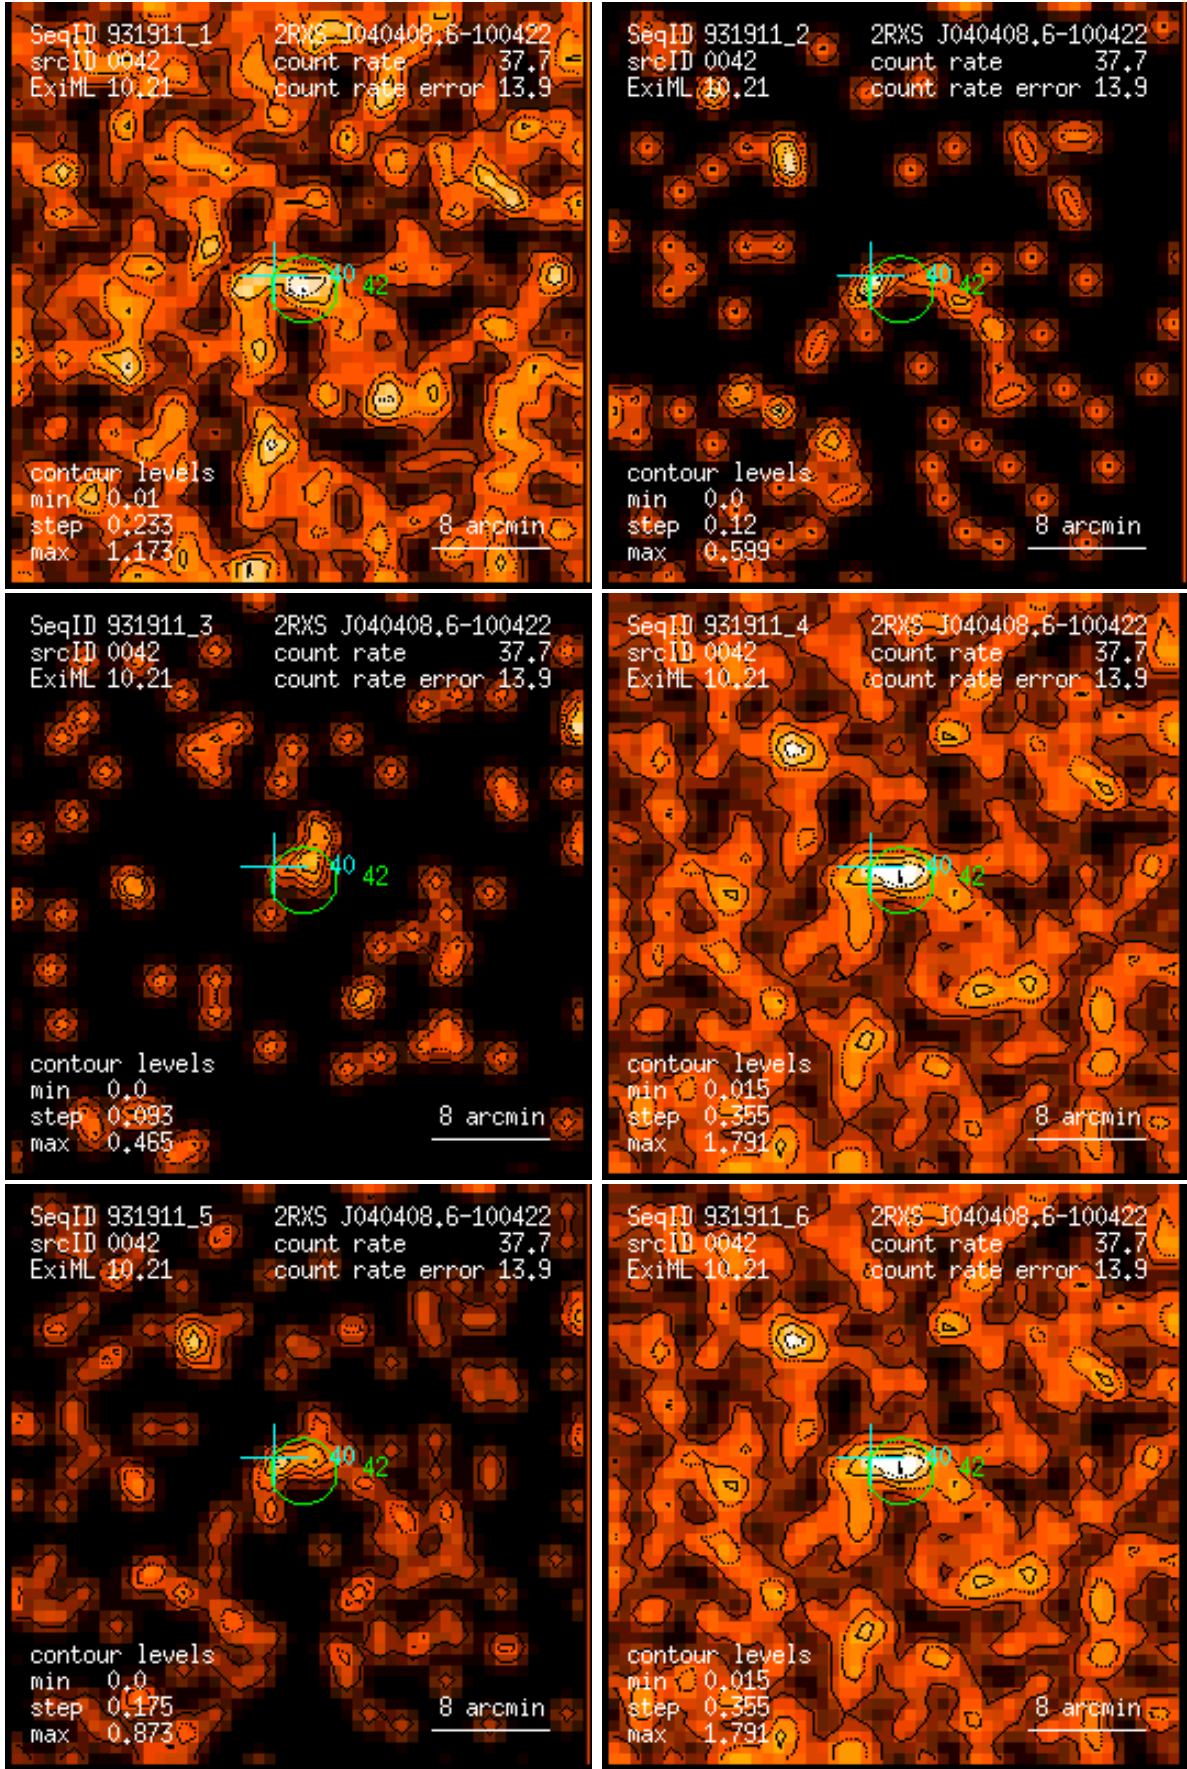 SeqID 931911_1 2RXS J040408.6-100422
srcID 0042 count rate 37.7
ExiML 10.21 count rate error 13.9
40
42
contour levels
min 0.01
step 0.233 8 arcmin
max 1.173
SeqID 931911_2 2RXS J040408.6-100422
srcID 0042 count rate 37.7
ExiML 10.21 count rate error 13.9
40
42
contour levels
min 0.0
step 0.12 8 arcmin
max 0.599
SeqID 931911_3 2RXS J040408.6-100422
srcID 0042 count rate 37.7
ExiML 10.21 count rate error 13.9
40
42
contour levels
min 0.0
step 0.093 8 arcmin
max 0.465
SeqID 931911_4 2RXS J040408.6-100422
srcID 0042 count rate 37.7
ExiML 10.21 count rate error 13.9
40
42
contour levels
min 0.015
step 0.355 8 arcmin
max 1.791
SeqID 931911_5 2RXS J040408.6-100422
srcID 0042 count rate 37.7
ExiML 10.21 count rate error 13.9
40
42
contour levels
min 0.0
step 0.175 8 arcmin
max 0.873
SeqID 931911_6 2RXS J040408.6-100422
srcID 0042 count rate 37.7
ExiML 10.21 count rate error 13.9
40
42
contour levels
min 0.015
step 0.355 8 arcmin
max 1.791